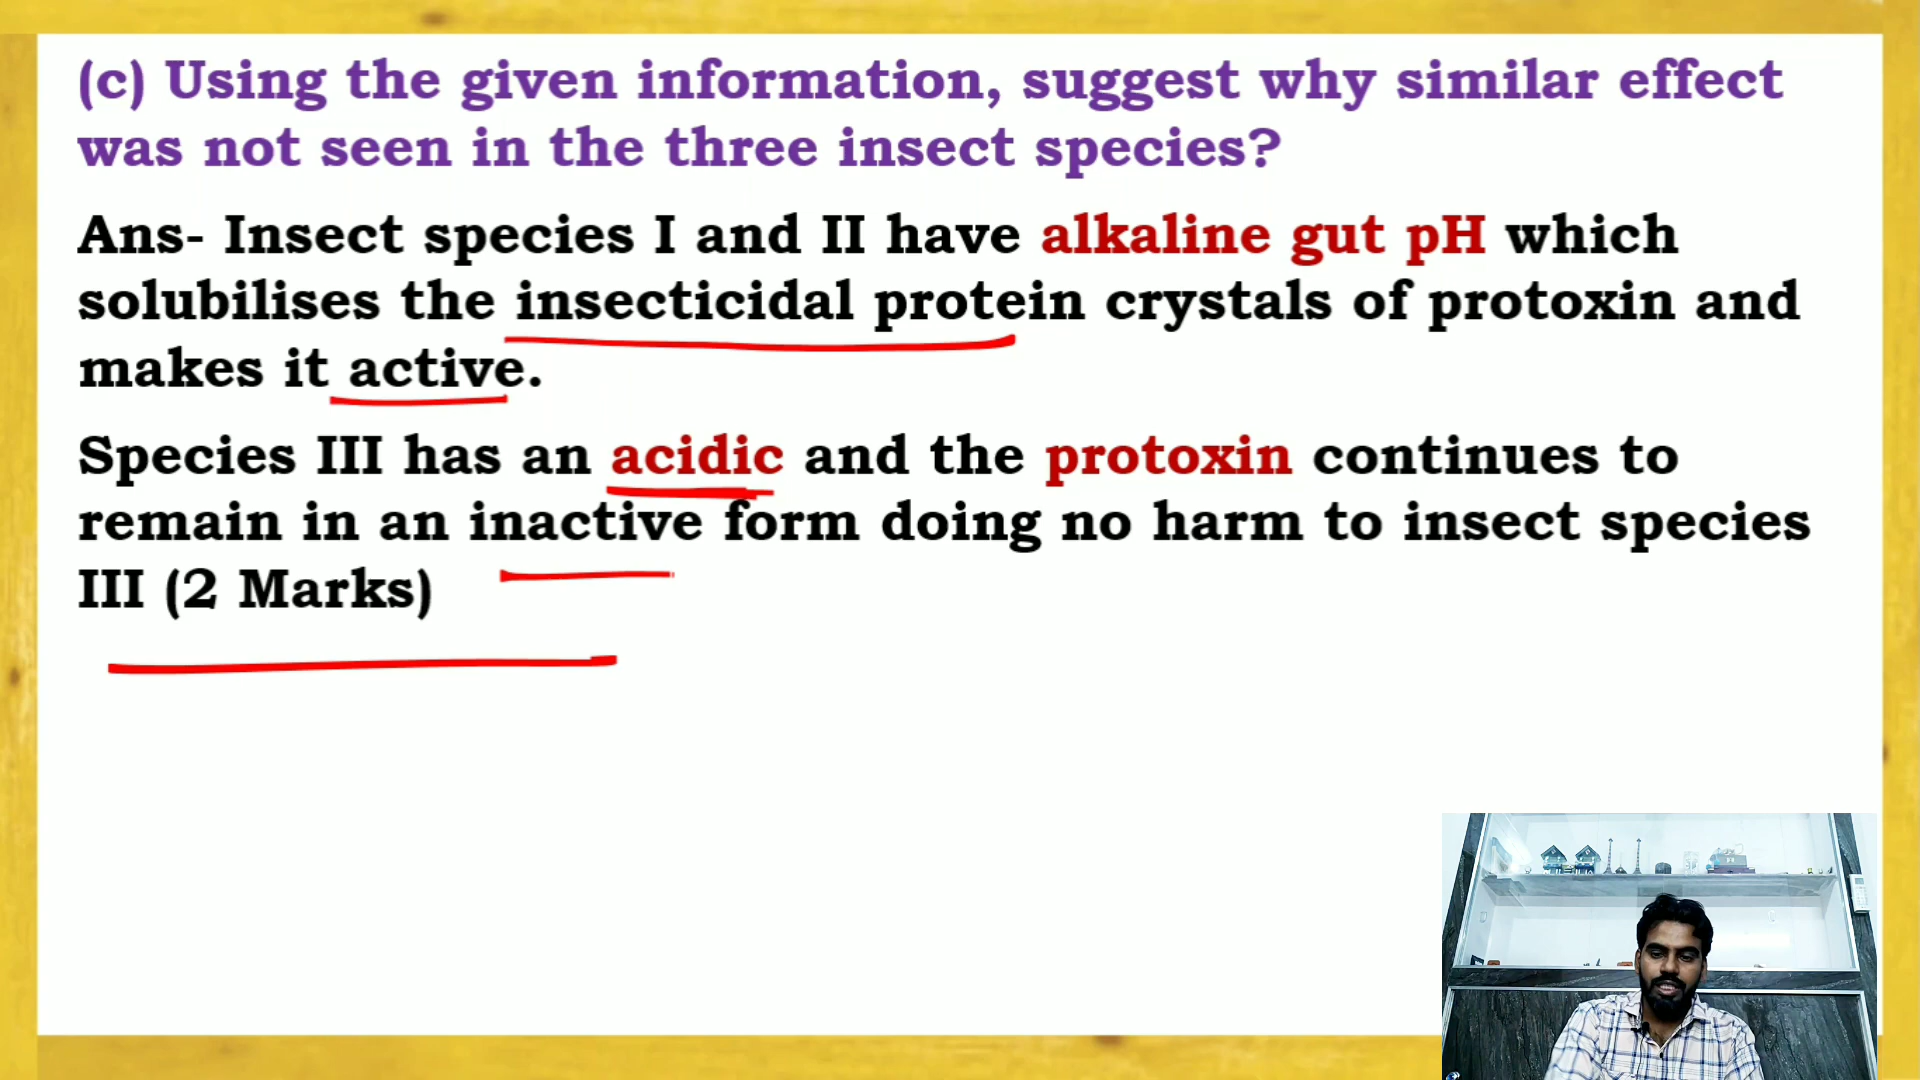 (c) Using the given information, suggest why similar effect
was not seen in the three insect species?
Ans- Insect species I and II have alkaline gut pH which
solubilises the insecticidal protein crystals of protoxin and
makes it active.
Species III has an acidic and the protoxin continues to
remain in an inactive form doing no harm to insect species
III (2 Marks)